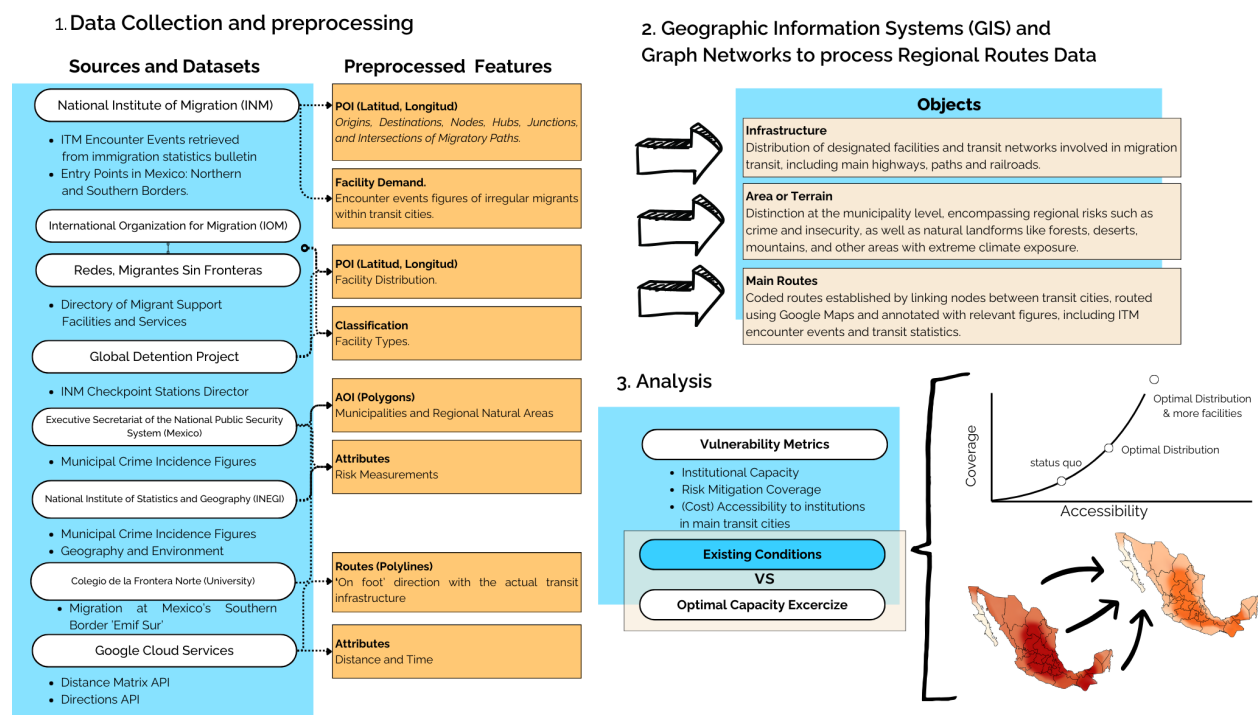 1. Data Collection and preprocessing
Sources and Datasets
National Institute of Migration (INM)
• ITM Encounter Events retrieved
from immigration statistics bulletin
• Entry Points in Mexico: Northern
and Southern Borders.
International Organization for Migration (IOM)
Redes, Migrantes Sin Fronteras
• Directory of Migrant Support
Facilities and Services
Global Detention Project
• INM Checkpoint Stations Director
Executive Secretariat of the National Public Security
System (Mexico)
• Municipal Crime Incidence Figures
National Institute of Statistics and Geography (INEGI)
• Municipal Crime Incidence Figures
• Geography and Environment
Colegio de la Frontera Norte (University)
• Migration at Mexico's Southern
Border 'Emif Sur'
Google Cloud Services
• Distance Matrix API
• Directions API
Preprocessed Features
POI (Latitud, Longitud)
Origins, Destinations, Nodes, Hubs, Junctions,
and Intersections of Migratory Paths.
Facility Demand.
Encounter events figures of irregular migrants
within transit cities.
POI (Latitud, Longitud)
Facility Distribution.
Classification
Facility Types.
AOI (Polygons)
Municipalities and Regional Natural Areas
Attributes
Risk Measurements
Routes (Polylines)
'On foot' direction with the actual transit
infrastructure
Attributes
Distance and Time
2. Geographic Information Systems (GIS) and
Graph Networks to process Regional Routes Data
Objects
Infrastructure
Distribution of designated facilities and transit networks involved in migration
transit, including main highways, paths and railroads.
Area or Terrain
Distinction at the municipality level, encompassing regional risks such as
crime and insecurity, as well as natural landforms like forests, deserts,
mountains, and other areas with extreme climate exposure.
Main Routes
Coded routes established by linking nodes between transit cities, routed
using Google Maps and annotated with relevant figures, including ITM
encounter events and transit statistics.
3. Analysis
Vulnerability Metrics
• Institutional Capacity
• Risk Mitigation Coverage
• (Cost) Accessibility to institutions
in main transit cities
Existing Conditions
VS
Optimal Capacity Excercize
Coverage
Optimal Distribution
& more facilities
Optimal Distribution
status quo
Accessibility